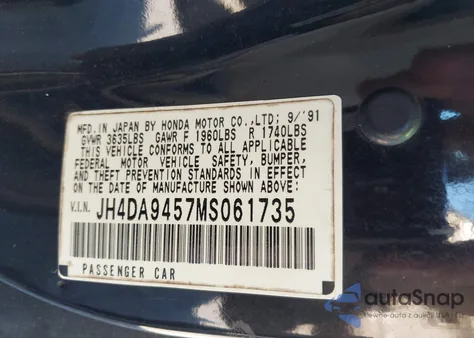 MFD. IN JAPAN BY HONDA MOTOR CO.,LTD; 9/'91
GVWR 3635LBS GAWR F 1960LBS R 1740LBS
THIS VEHICLE CONFORMS TO ALL APPLICABLE
FEDERAL MOTOR VEHICLE SAFETY, BUMPER,
AND THEFT PREVENTION STANDARDS IN EFFECT
ON THE DATE OF MANUFACTURE SHOWN ABOVE:
V.I.N. JH4DA9457MS061735
PASSENGER CAR
autoSnap